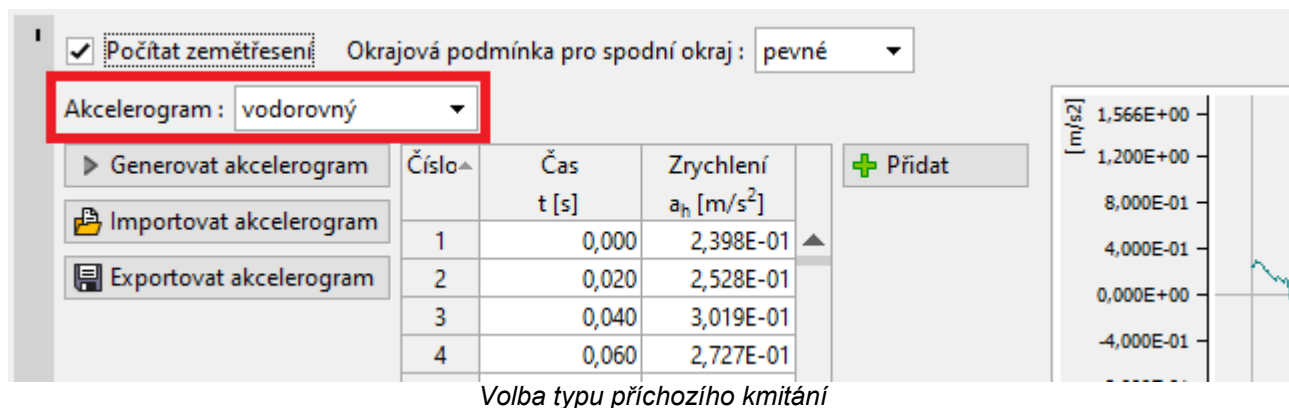 Počítat zemětřesení Okrajová podmínka pro spodní okraj : pevné
Akcelerogram : vodorovný
Generovat akcelerogram
Importovat akcelerogram
Exportovat akcelerogram
Číslo Čas Zrychlení
t [s] aₕ [m/s²]
1 0,000 2,398E-01
2 0,020 2,528E-01
3 0,040 3,019E-01
4 0,060 2,727E-01
Přidat
[m/s2]
1,566E+00
1,200E+00
8,000E-01
4,000E-01
0,000E+00
-4,000E-01
Volba typu příchozího kmitání